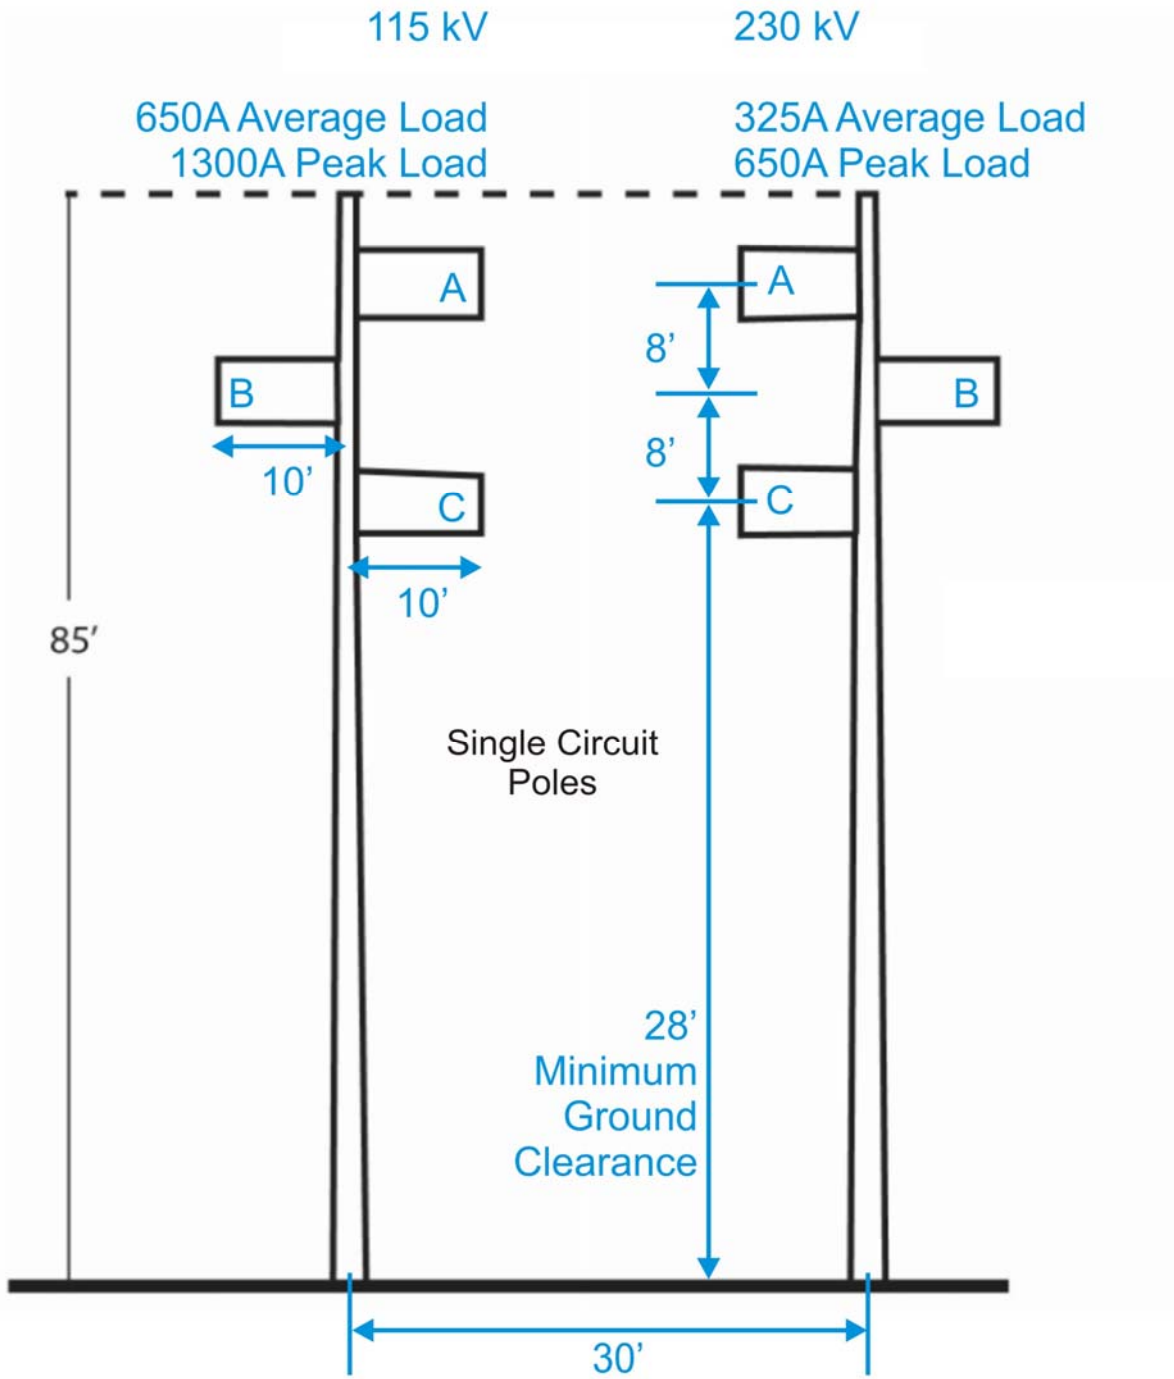 115 kV
230 kV
650A Average Load
1300A Peak Load
325A Average Load
650A Peak Load
A
A
8’
B
B
8’
10’
C
C
10’
85’
Single Circuit
Poles
28’
Minimum
Ground
Clearance
30’